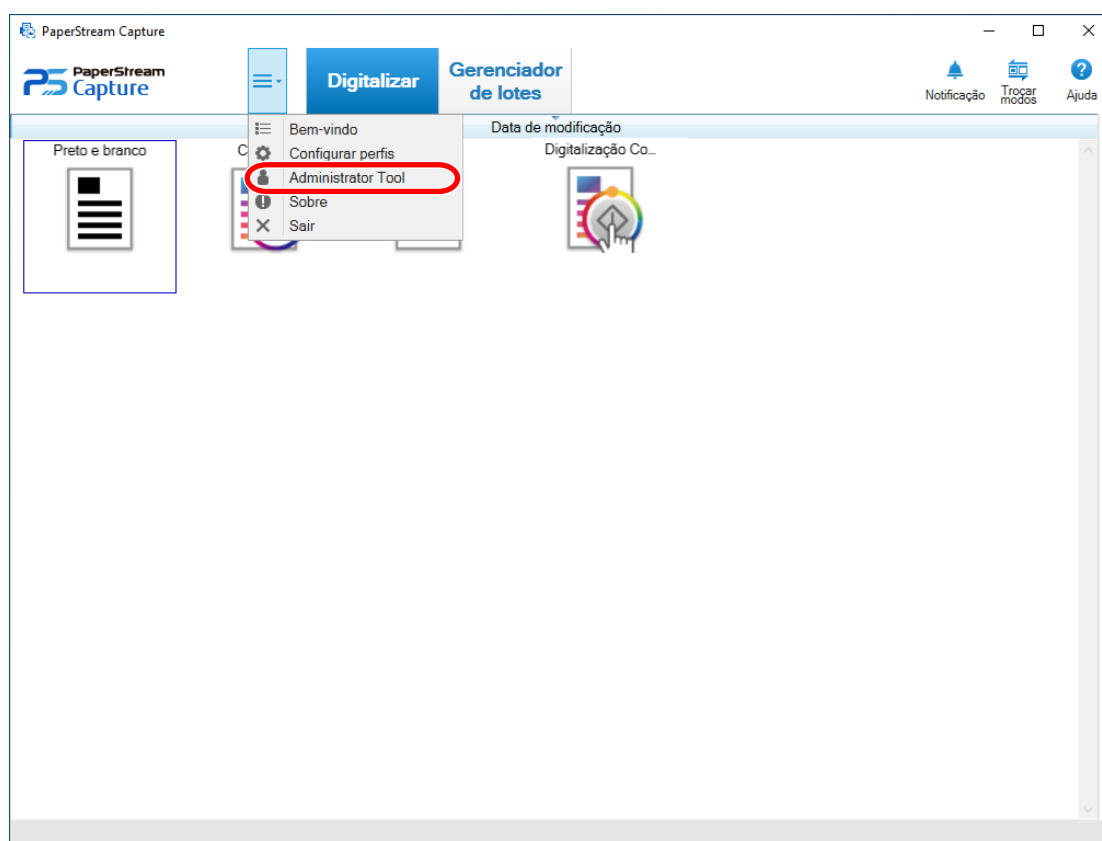 PaperStream Capture
PaperStream
Capture
Digitalizar
Gerenciador
de lotes
Notificação
Trocar
modos
Ajuda
Data de modificação
Bem-vindo
Configurar perfis
Administrator Tool
Sobre
Sair
Preto e branco
C
Digitalização Co...